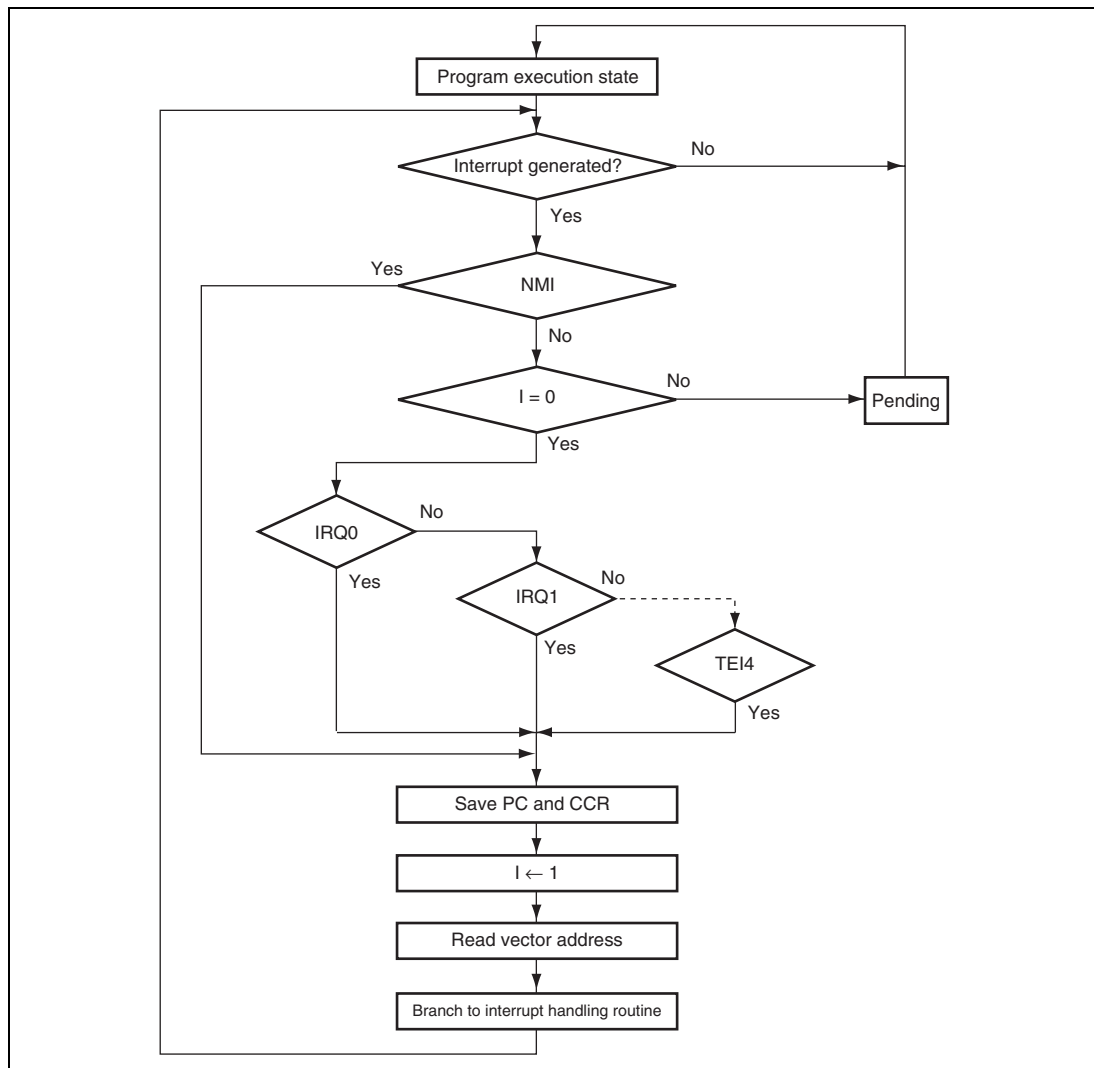 Program execution state
Interrupt generated?
No
Yes
Yes
NMI
No
I = 0
No
Pending
Yes
IRQ0
No
Yes
IRQ1
No
Yes
TEI4
Yes
Save PC and CCR
I ← 1
Read vector address
Branch to interrupt handling routine